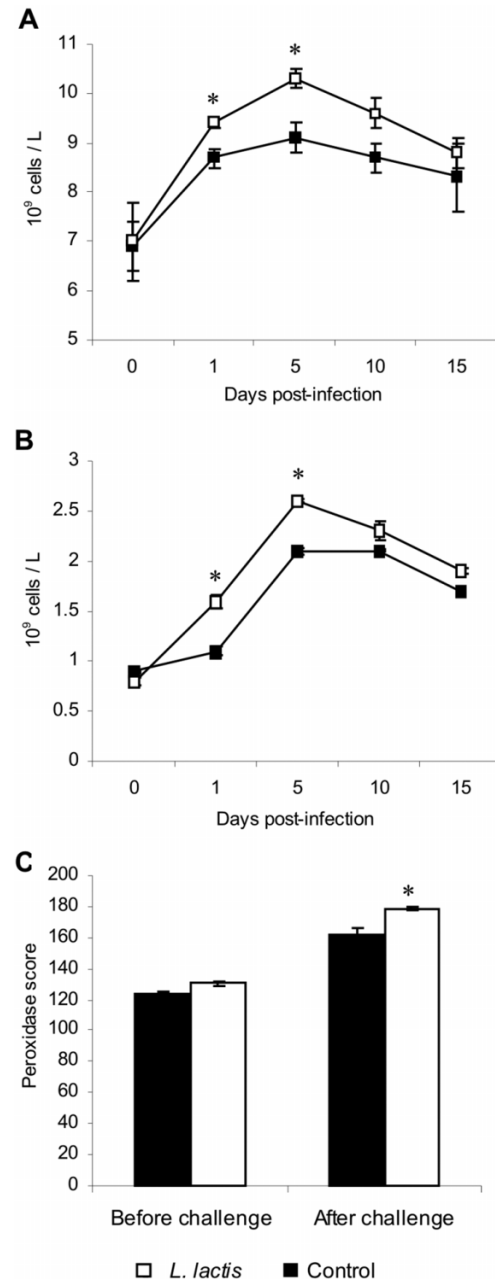 A
11
10
9
8
7
6
5
10⁹ cells / L
*
*
0 1 5 10 15
Days post-infection
B
3
2.5
2
1.5
1
0.5
0
10⁹ cells / L
*
*
0 1 5 10 15
Days post-infection
C
200
180
160
140
120
100
80
60
40
20
0
Peroxidase score
*
Before challenge After challenge
L. lactis Control